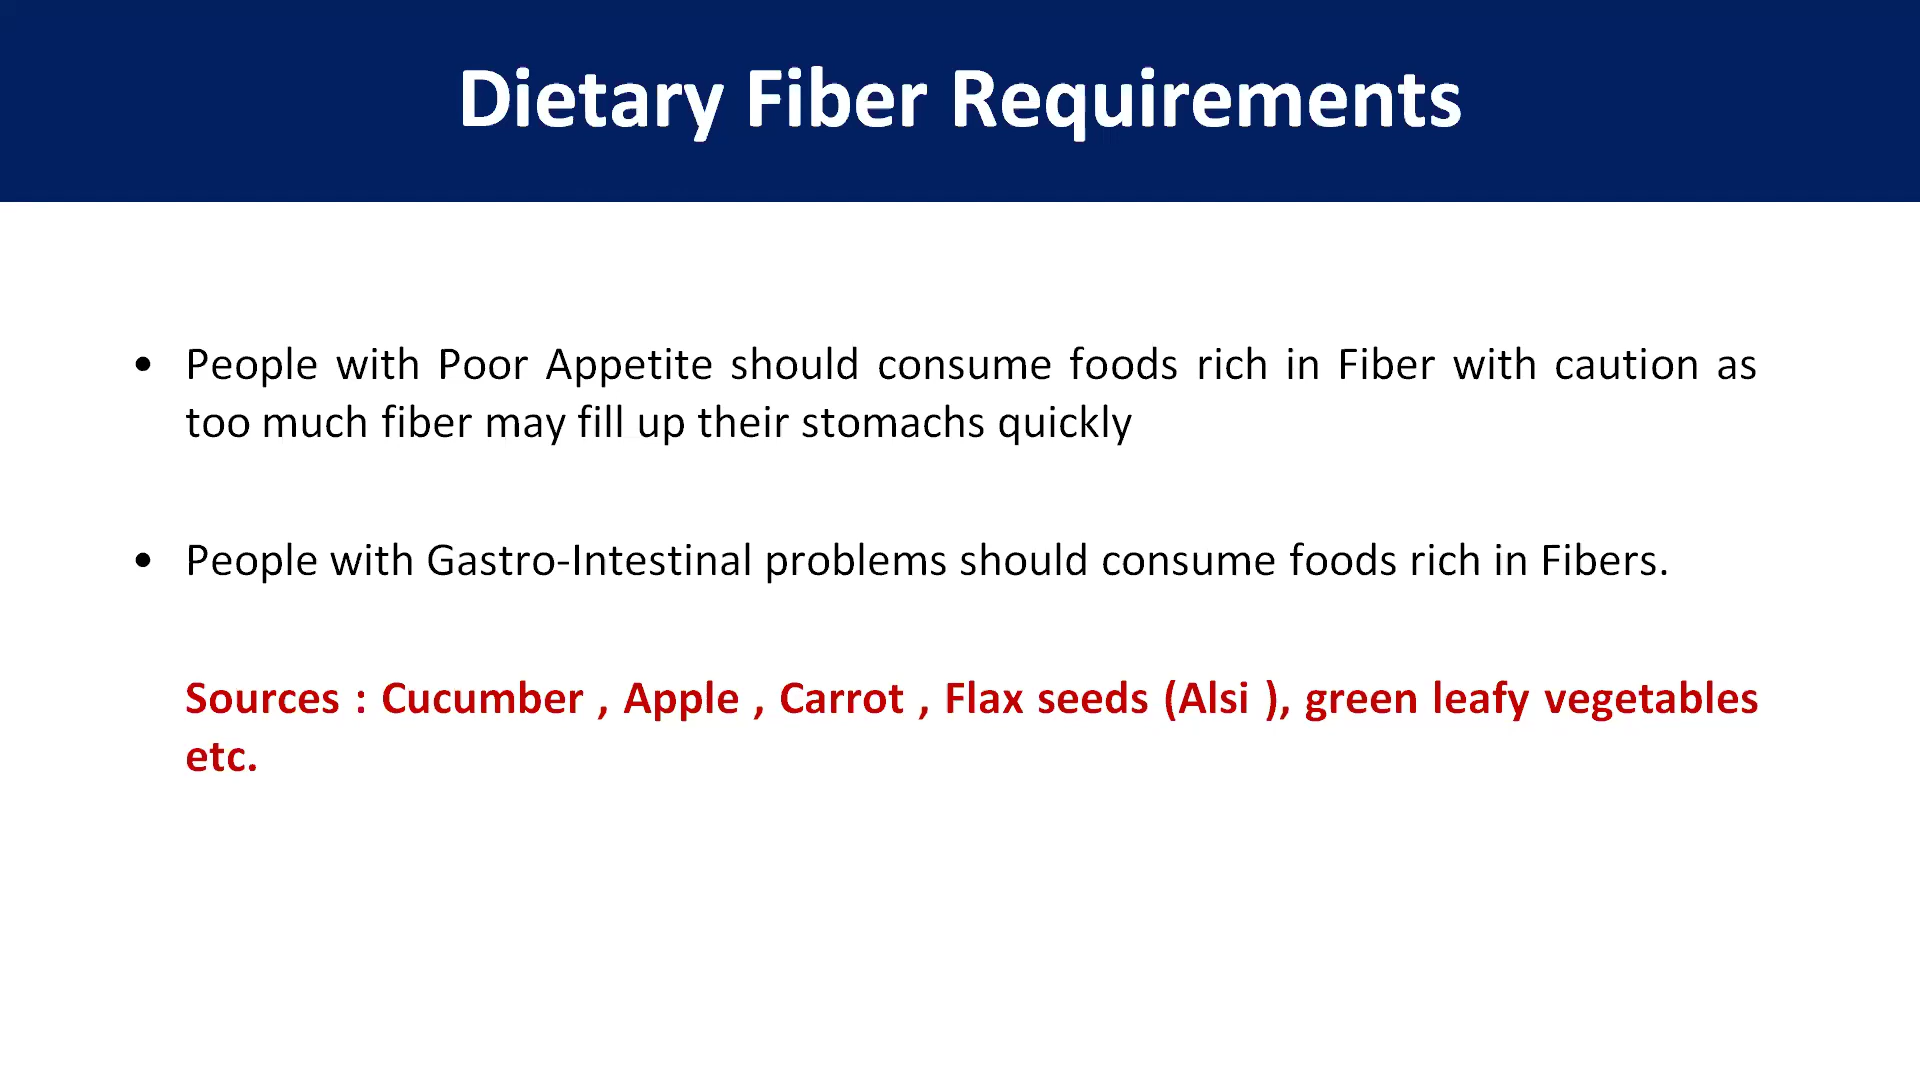 Dietary Fiber Requirements
• People with Poor Appetite should consume foods rich in Fiber with caution as
too much fiber may fill up their stomachs quickly
• People with Gastro-Intestinal problems should consume foods rich in Fibers.
Sources : Cucumber , Apple , Carrot , Flax seeds (Alsi ), green leafy vegetables
etc.